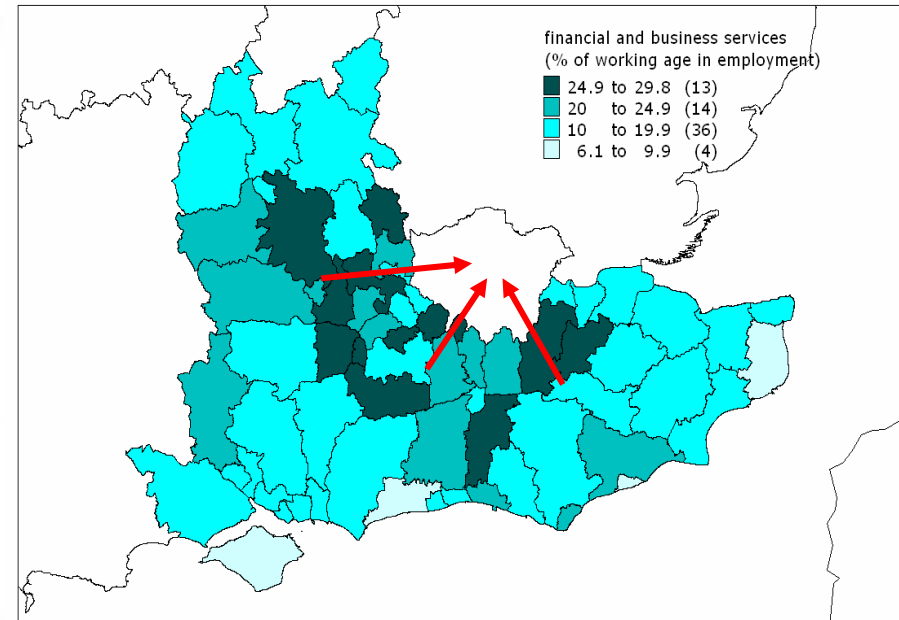 financial and business services
(% of working age in employment)
24.9 to 29.8 (13)
20 to 24.9 (14)
10 to 19.9 (36)
6.1 to 9.9 (4)